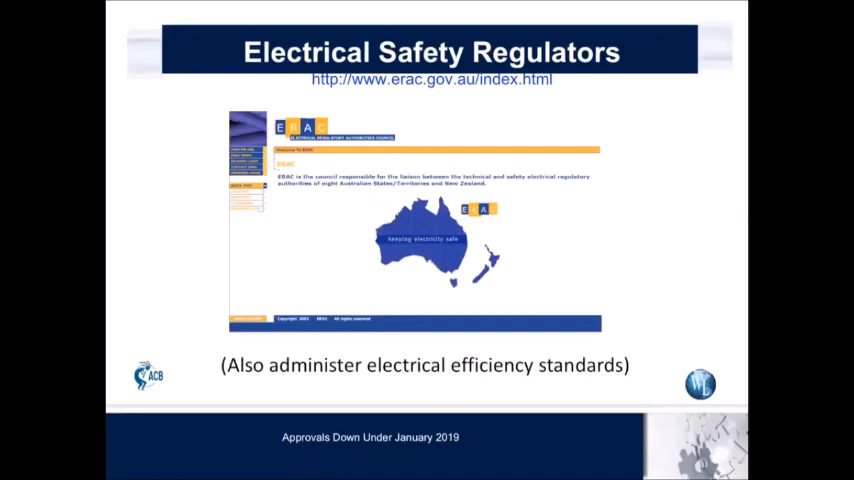 Electrical Safety Regulators
http://www.erac.gov.au/index.html
E R A C
ELECTRICAL REGULATORY AUTHORITIES COUNCIL
Welcome To ERAC
ERAC
ERAC is the council responsible for the liaison between the technical and safety electrical regulatory
authorities of eight Australian States/Territories and New Zealand.
E R A C
keeping electricity safe
Copyright 2001 ERAC All rights reserved
(Also administer electrical efficiency standards)
ACB
WL
Approvals Down Under January 2019